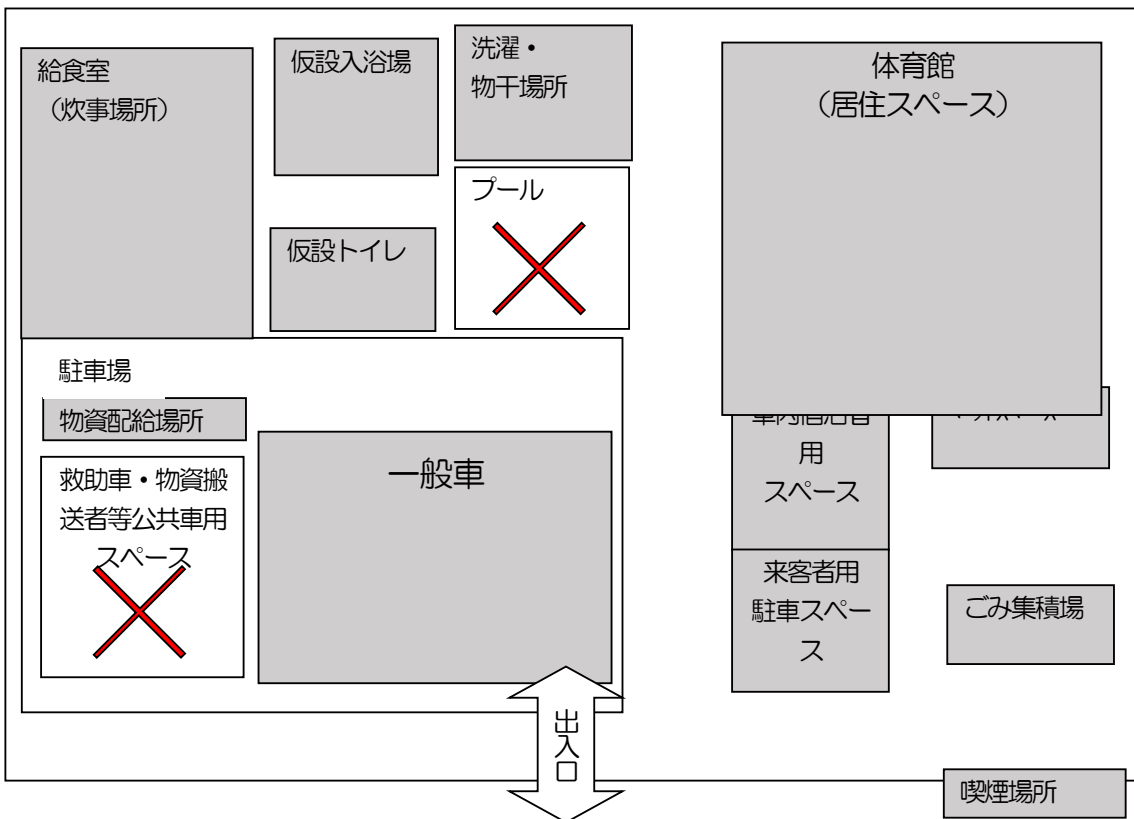 給食室
（炊事場所）
仮設入浴場
洗濯・
物干場所
体育館
（居住スペース）
プール
仮設トイレ
駐車場
物資配給場所
救助車・物資搬
送者等公共車用
スペース
一般車
用
スペース
来客者用
駐車スペー
ス
ごみ集積場
出入口
喫煙場所